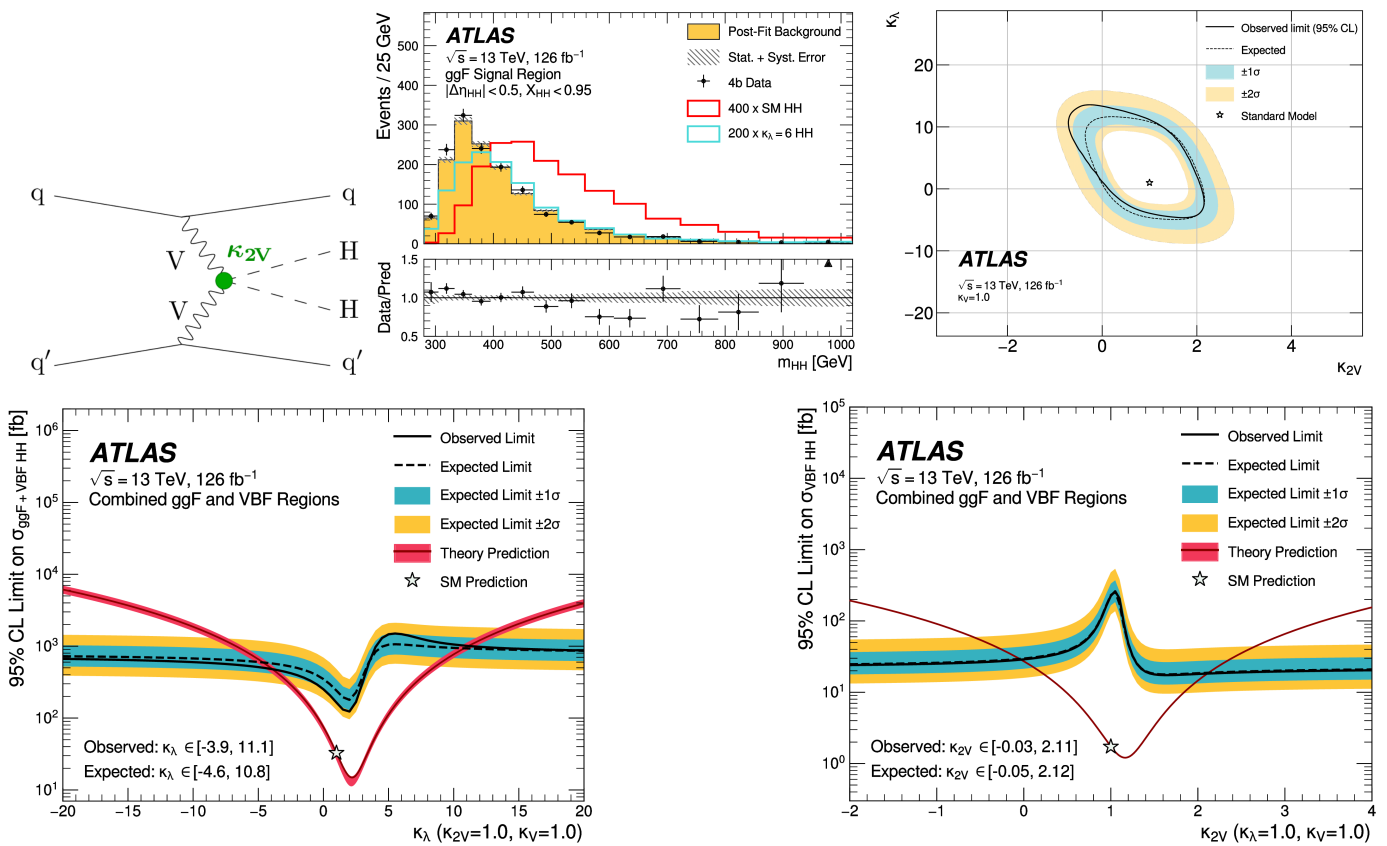 q
q
V
κ2V
H
V
H
q′
q′
Events / 25 GeV
500
400
300
200
100
0
ATLAS
√s = 13 TeV, 126 fb⁻¹
ggF Signal Region
|ΔηHH| < 0.5, XHH < 0.95
Post-Fit Background
Stat. + Syst. Error
4b Data
400 x SM HH
200 x κλ = 6 HH
Data/Pred
1.5
1.0
0.5
300 400 500 600 700 800 900 1000
mHH [GeV]
κλ
20
10
0
−10
−20
Observed limit (95% CL)
Expected
±1σ
±2σ
Standard Model
ATLAS
√s = 13 TeV, 126 fb⁻¹
κV=1.0
−2 0 2 4
κ2V
95% CL Limit on σggF + VBF HH [fb]
10⁶
10⁵
10⁴
10³
10²
10¹
ATLAS
√s = 13 TeV, 126 fb⁻¹
Combined ggF and VBF Regions
Observed Limit
Expected Limit
Expected Limit ±1σ
Expected Limit ±2σ
Theory Prediction
SM Prediction
Observed: κλ ∈ [-3.9, 11.1]
Expected: κλ ∈ [-4.6, 10.8]
−20 −15 −10 −5 0 5 10 15 20
κλ (κ2V=1.0, κV=1.0)
95% CL Limit on σVBF HH [fb]
10⁵
10⁴
10³
10²
10¹
10⁰
ATLAS
√s = 13 TeV, 126 fb⁻¹
Combined ggF and VBF Regions
Observed Limit
Expected Limit
Expected Limit ±1σ
Expected Limit ±2σ
Theory Prediction
SM Prediction
Observed: κ2V ∈ [-0.03, 2.11]
Expected: κ2V ∈ [-0.05, 2.12]
−2 −1 0 1 2 3 4
κ2V (κλ=1.0, κV=1.0)